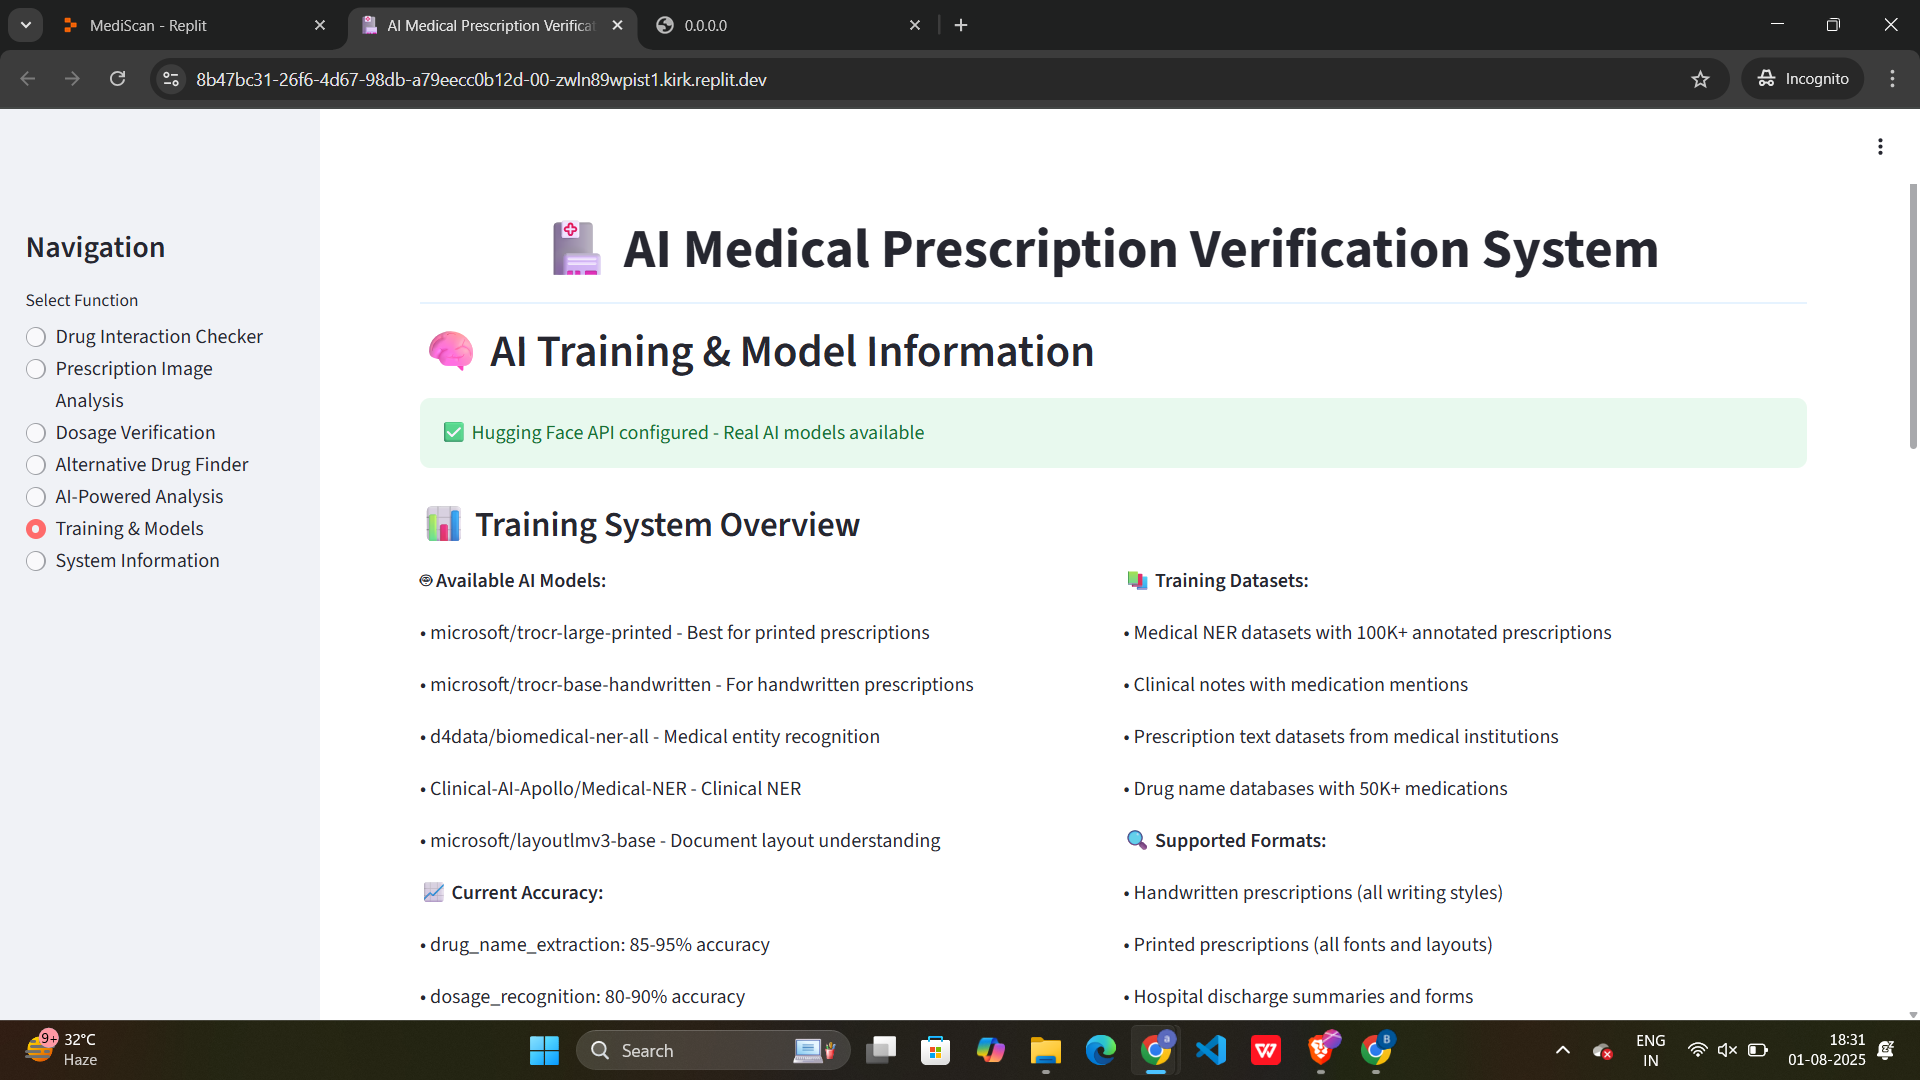 MediScan - Replit
AI Medical Prescription Verificat
0.0.0.0
8b47bc31-26f6-4d67-98db-a79eecc0b12d-00-zwln89wpist1.kirk.replit.dev
Incognito
Navigation
Select Function
Drug Interaction Checker
Prescription Image
Analysis
Dosage Verification
Alternative Drug Finder
AI-Powered Analysis
Training & Models
System Information
AI Medical Prescription Verification System
AI Training & Model Information
✅ Hugging Face API configured - Real AI models available
Training System Overview
Available AI Models:
• microsoft/trocr-large-printed - Best for printed prescriptions
• microsoft/trocr-base-handwritten - For handwritten prescriptions
• d4data/biomedical-ner-all - Medical entity recognition
• Clinical-AI-Apollo/Medical-NER - Clinical NER
• microsoft/layoutlmv3-base - Document layout understanding
Current Accuracy:
• drug_name_extraction: 85-95% accuracy
• dosage_recognition: 80-90% accuracy
Training Datasets:
• Medical NER datasets with 100K+ annotated prescriptions
• Clinical notes with medication mentions
• Prescription text datasets from medical institutions
• Drug name databases with 50K+ medications
Supported Formats:
• Handwritten prescriptions (all writing styles)
• Printed prescriptions (all fonts and layouts)
• Hospital discharge summaries and forms
9+
32°C
Haze
Search
a
W
B
ENG
IN
18:31
01-08-2025